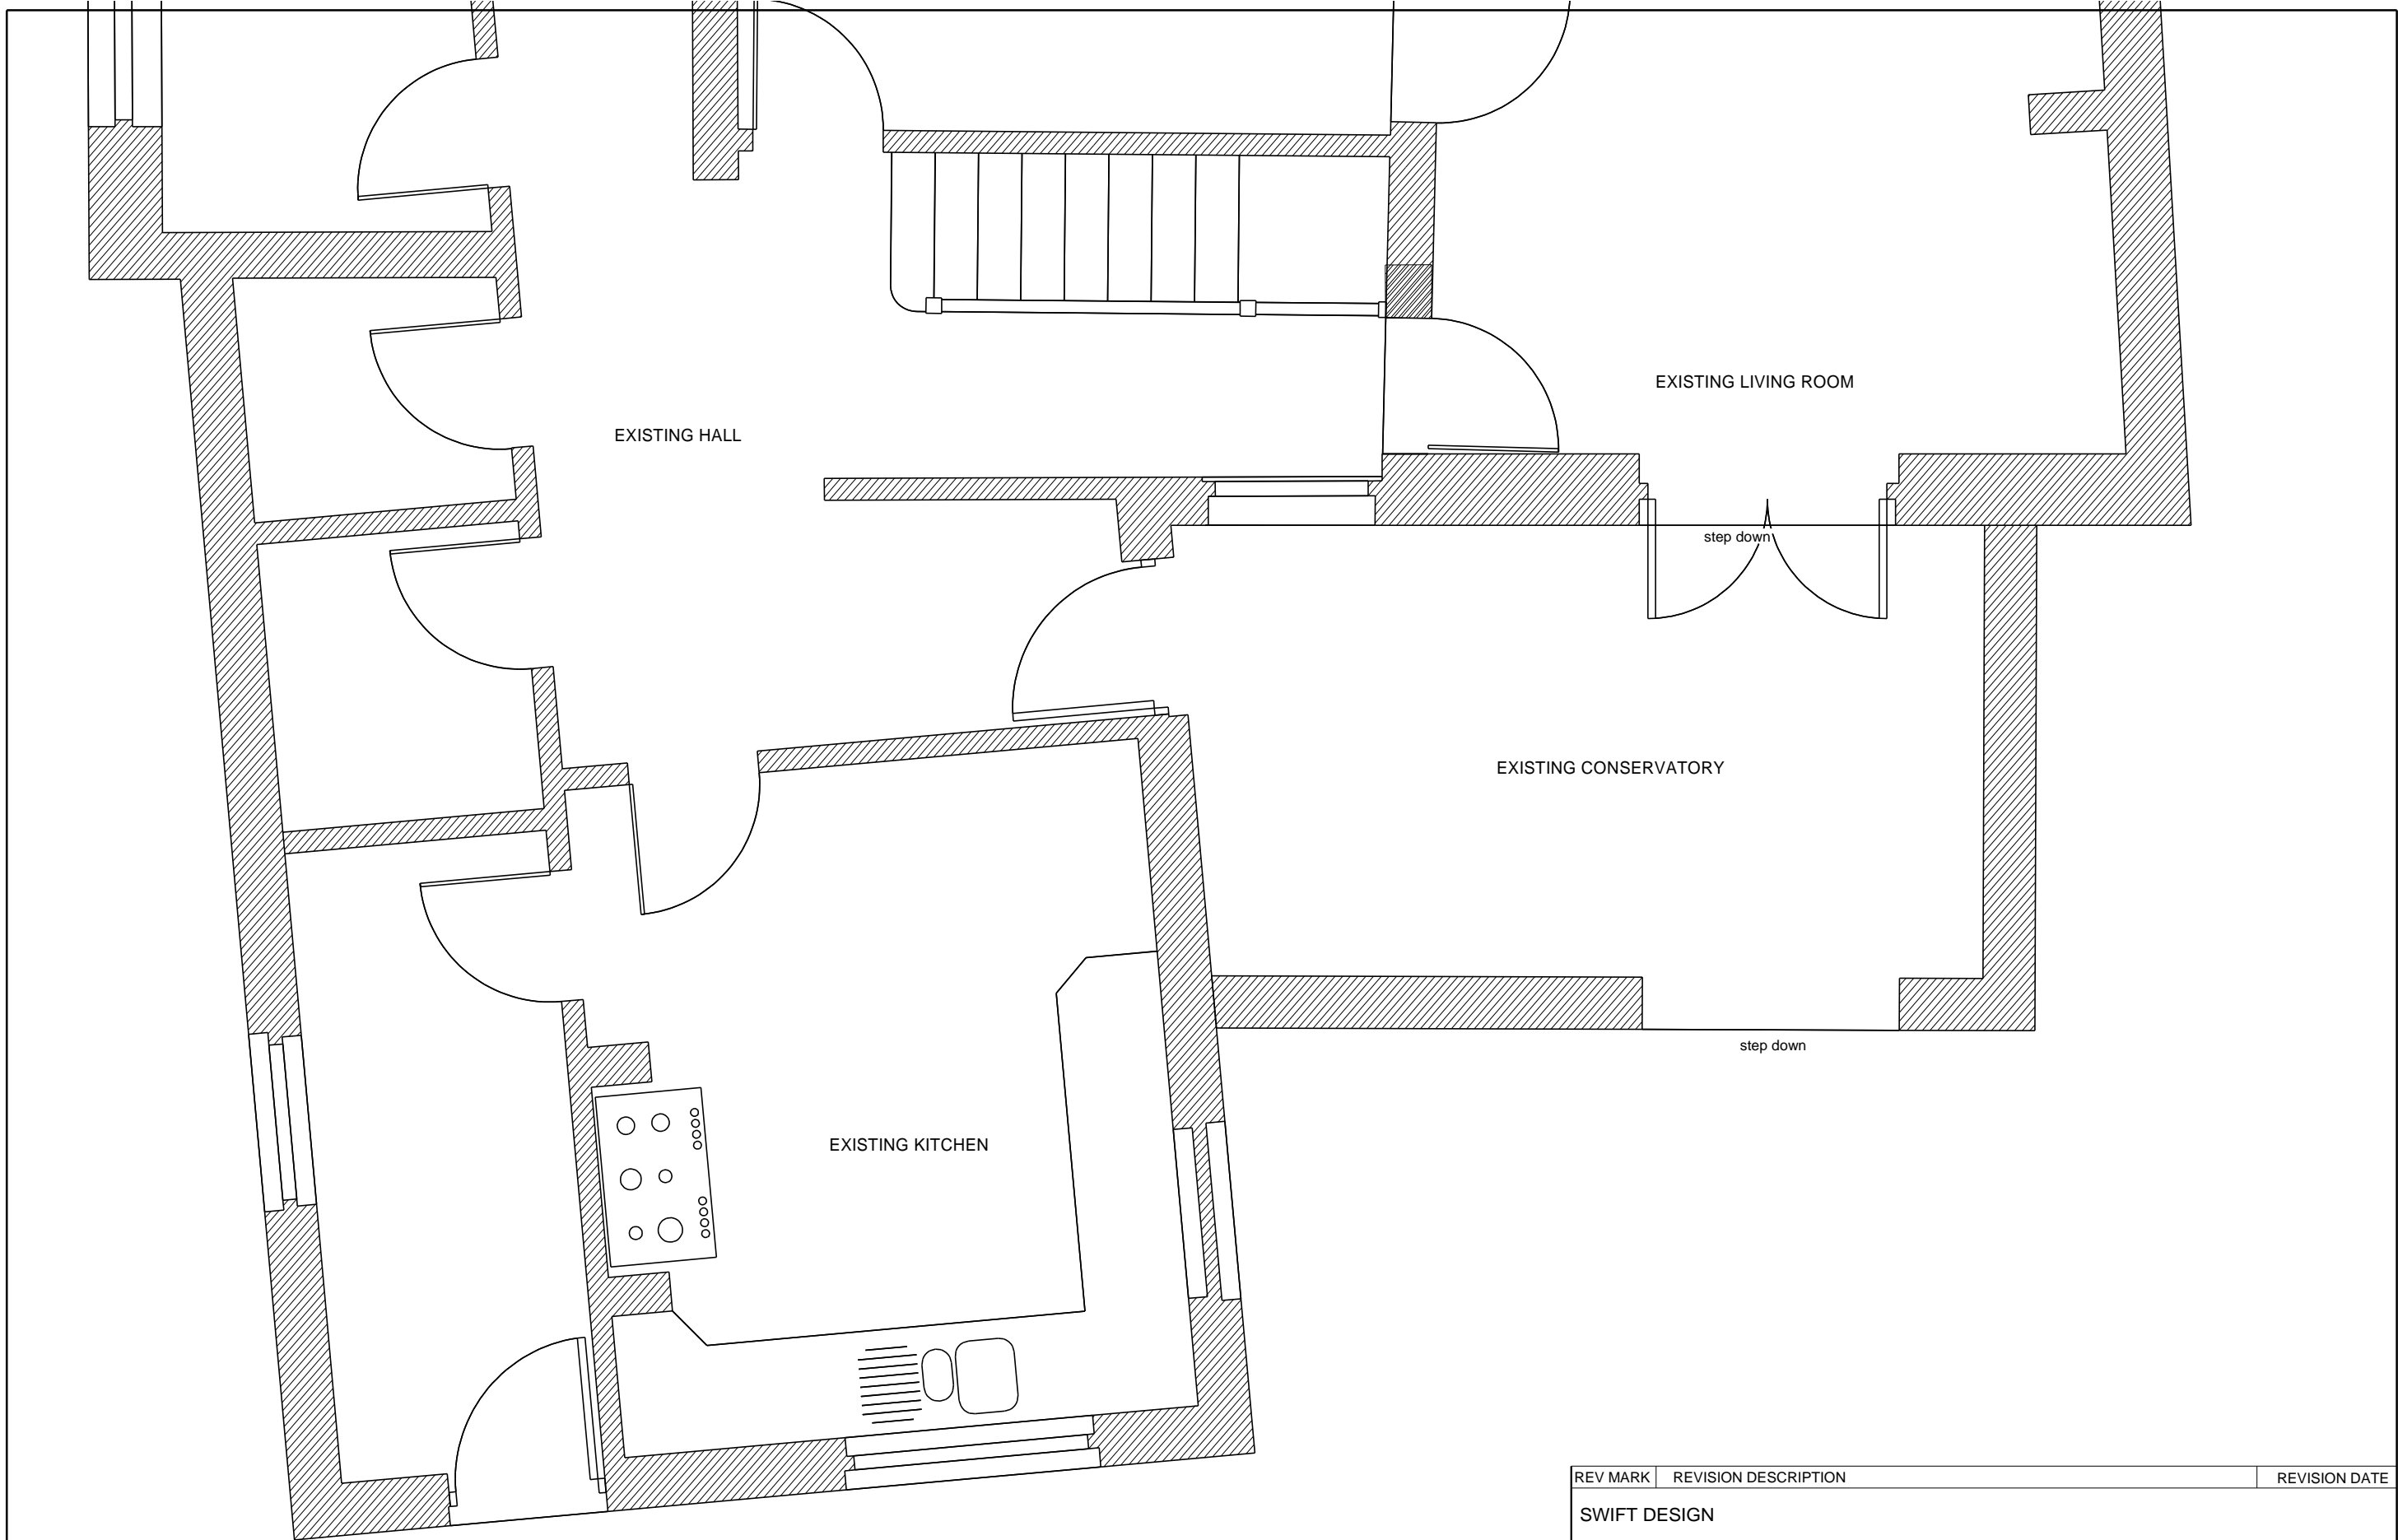 EXISTING LIVING ROOM
EXISTING HALL
step down
EXISTING CONSERVATORY
step down
EXISTING KITCHEN
REV MARK REVISION DESCRIPTION REVISION DATE
SWIFT DESIGN